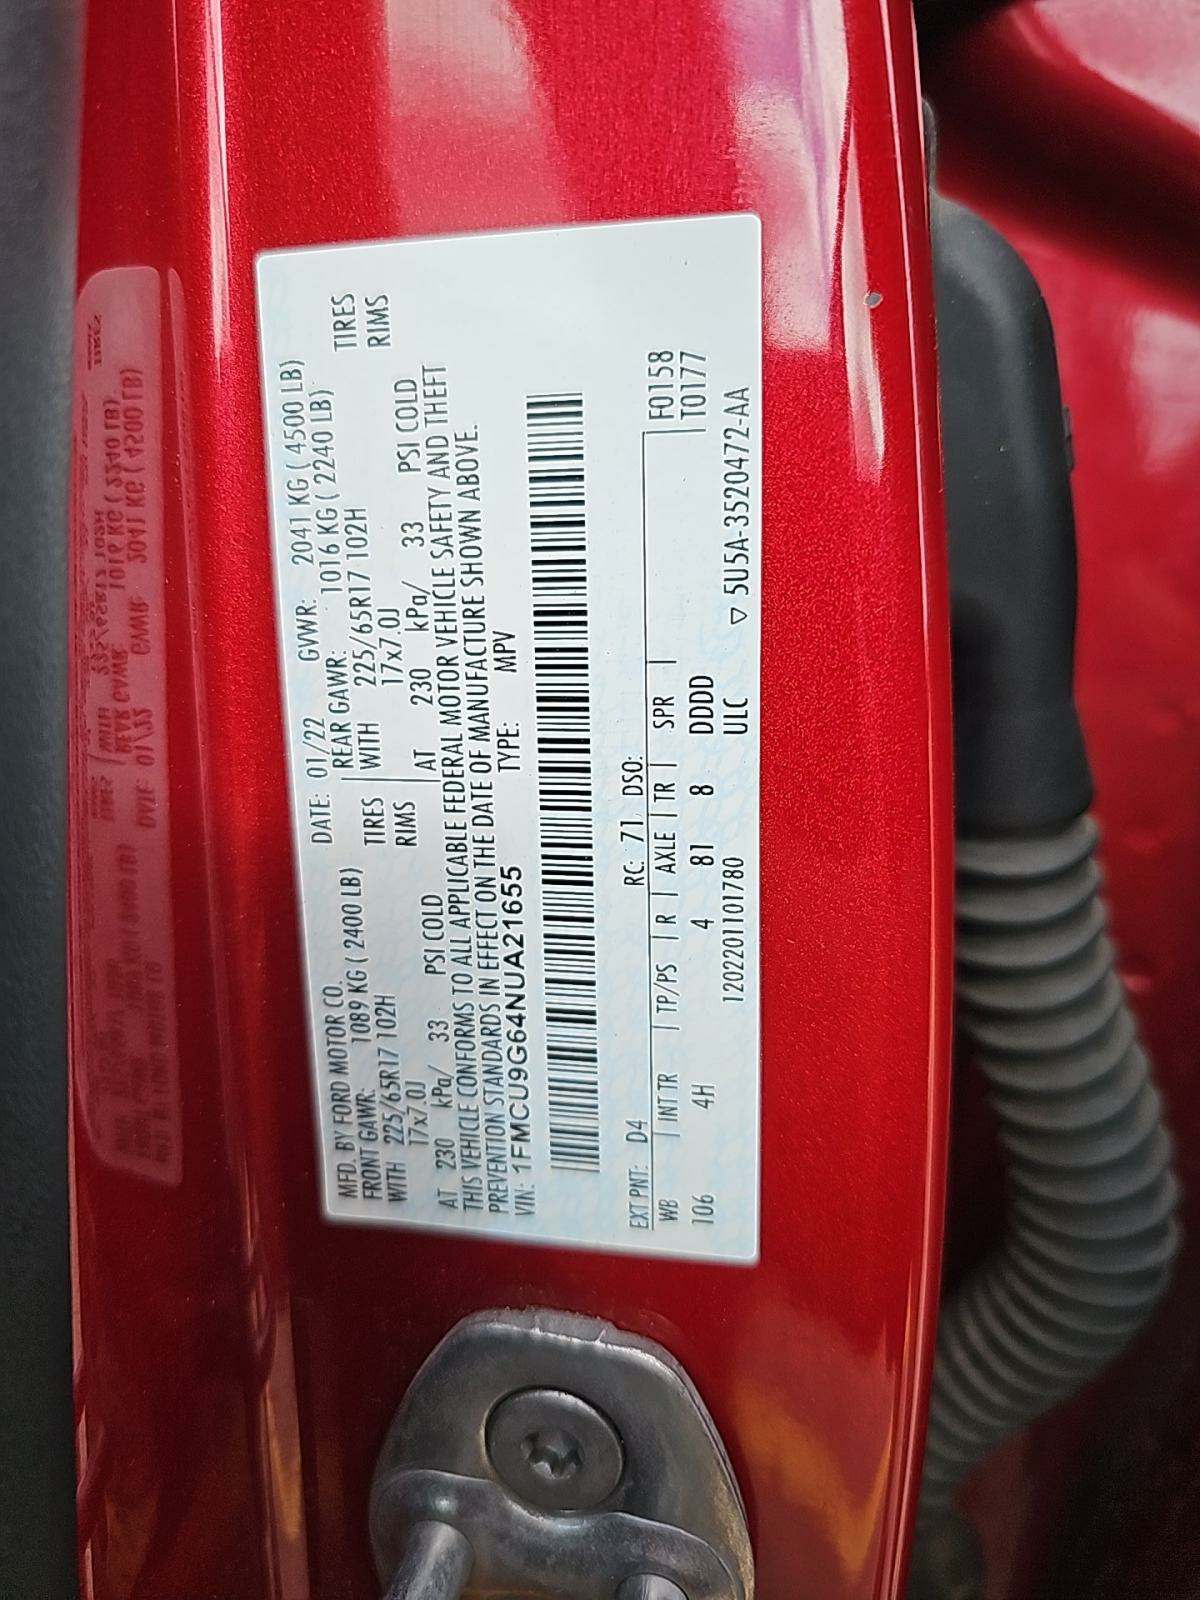 MFD. BY FORD MOTOR CO. DATE: 01/22 GVWR: 2041 KG ( 4500 LB)
FRONT GAWR: 1089 KG ( 2400 LB) REAR GAWR: 1016 KG ( 2240 LB)
WITH 225/65R17 102H TIRES WITH 225/65R17 102H TIRES
17x7.0J RIMS 17x7.0J RIMS
AT 230 kPa/ 33 PSI COLD AT 230 kPa/ 33 PSI COLD
THIS VEHICLE CONFORMS TO ALL APPLICABLE FEDERAL MOTOR VEHICLE SAFETY AND THEFT
PREVENTION STANDARDS IN EFFECT ON THE DATE OF MANUFACTURE SHOWN ABOVE.
VIN: 1FMCU9G64NUA21655 TYPE: MPV
EXT PNT: D4 RC: 71 DSO: F0158
WB | INT TR | TP/PS | R | AXLE | TR | SPR | T0177
106 4H 4 81 8 DDDD
1202201101780 ULC ▽ 5U5A-3520472-AA